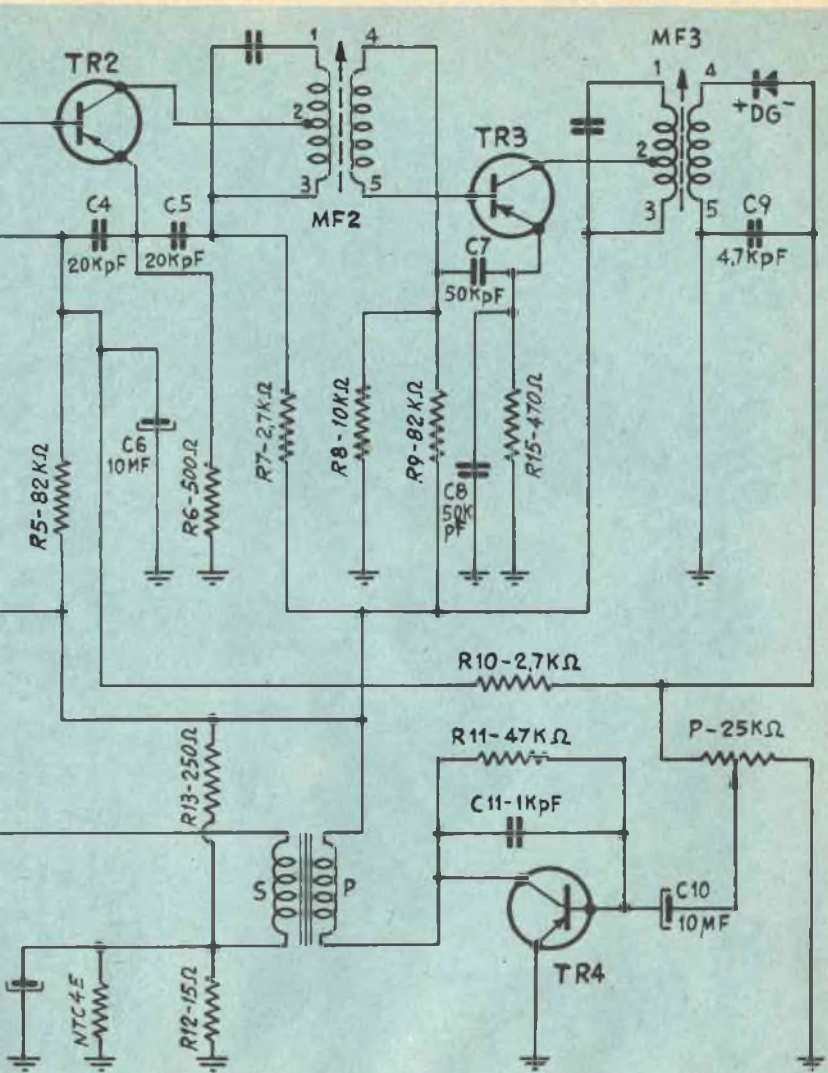 1
4
TR2
2
3
5
MF2
MF3
1
4
+DG-
TR3
2
3
5
C4
20KpF
C5
20KpF
C7
50KpF
C9
4,7KpF
R5-82KΩ
C6
10MF
R6-500Ω
R7-2,7KΩ
R8-10KΩ
R9-82KΩ
C8
50K
pF
R15-470Ω
R10-2,7KΩ
R11-47KΩ
P-25KΩ
R13-250Ω
C11-1KpF
S
P
C10
10MF
TR4
NTC4E
R12-15Ω